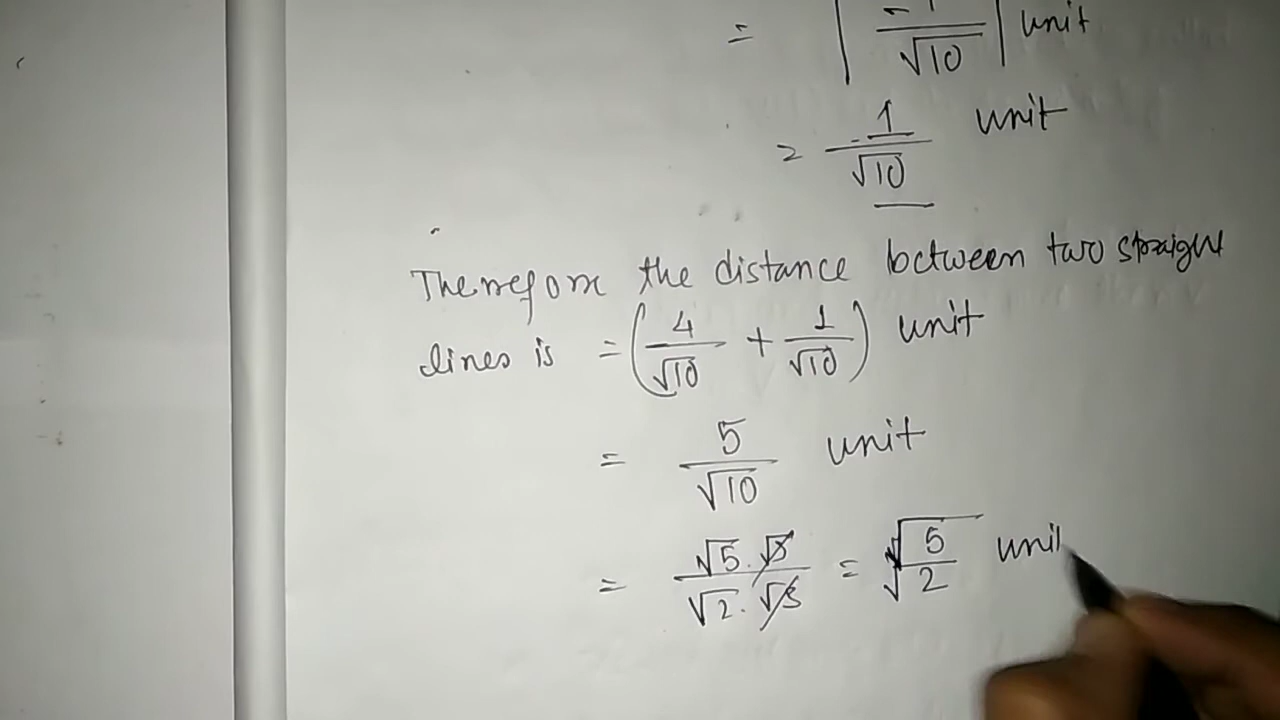 = | -1/√10 | unit
= 1/√10 unit
Therefore the distance between two straight
lines is = (4/√10 + 1/√10) unit
= 5/√10 unit
= √5.√5/√2.√5 = √5/2 uni